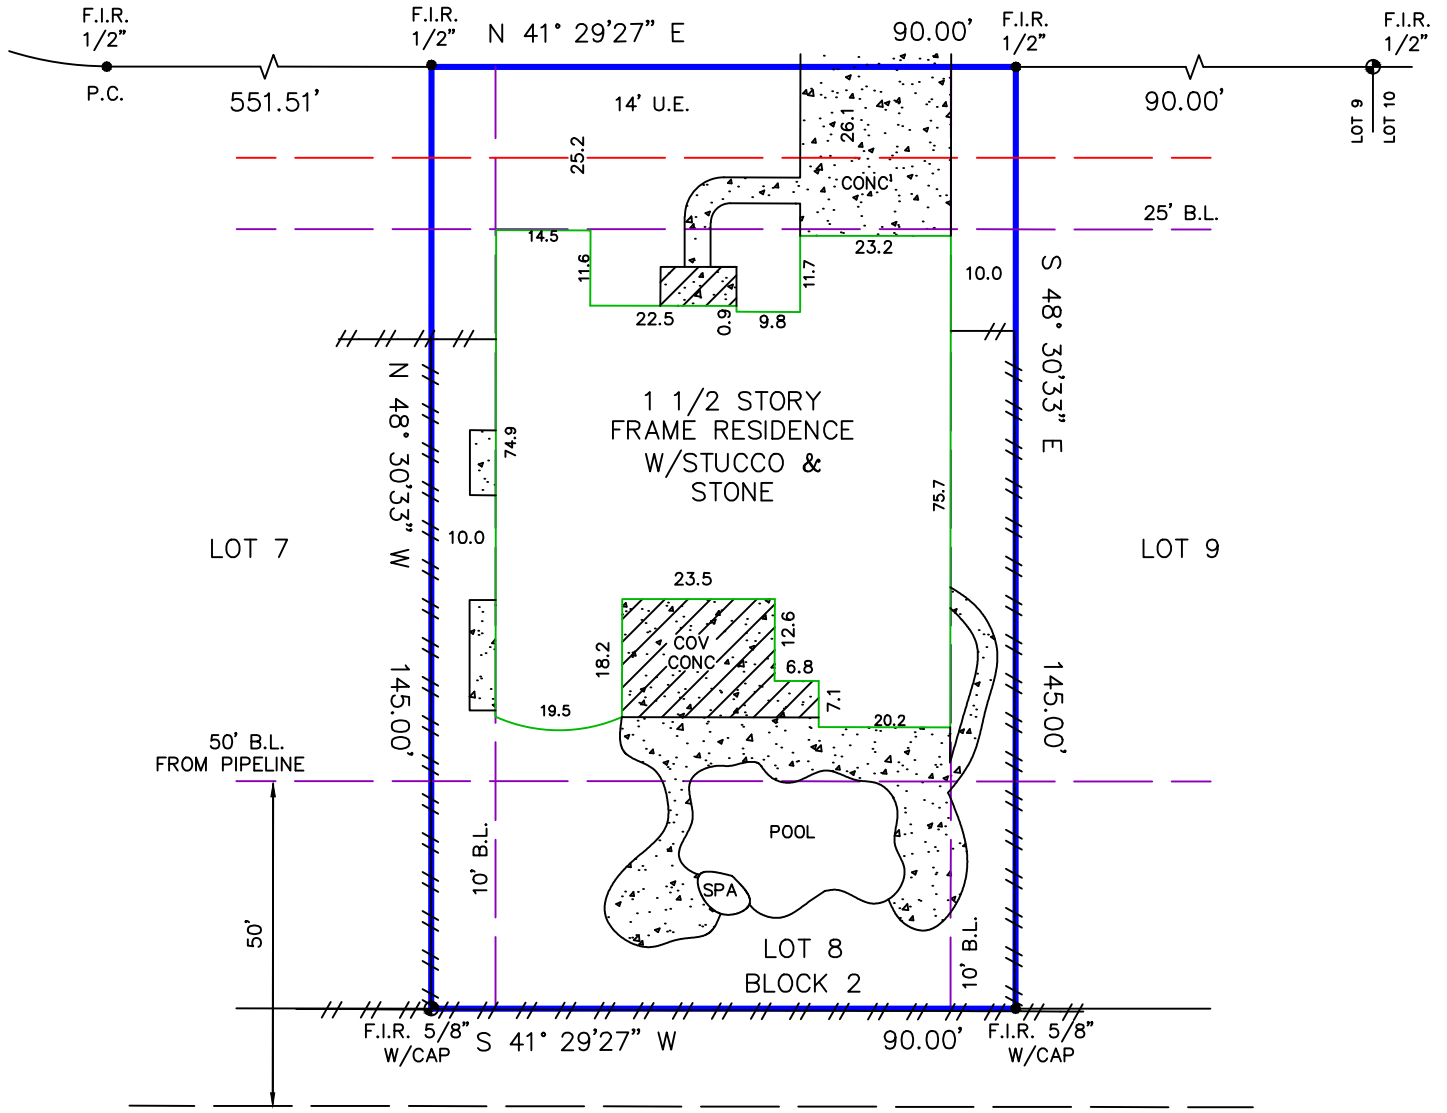 F.I.R.
1/2"
F.I.R.
1/2"
N 41° 29'27" E
90.00'
F.I.R.
1/2"
F.I.R.
1/2"
P.C.
551.51'
14' U.E.
26.1
90.00'
LOT 9
LOT 10
25.2
CONC'
25' B.L.
14.5
23.2
11.6
11.7
10.0
22.5
0.9
9.8
S 48° 30'33" E
N 48° 30'33" W
1 1/2 STORY
FRAME RESIDENCE
W/STUCCO &
STONE
74.9
75.7
10.0
LOT 7
LOT 9
23.5
18.2
COV
CONC
12.6
6.8
7.1
145.00'
145.00'
19.5
20.2
50' B.L.
FROM PIPELINE
POOL
10' B.L.
SPA
50'
10' B.L.
LOT 8
BLOCK 2
F.I.R. 5/8"
W/CAP
S 41° 29'27" W
90.00'
F.I.R. 5/8"
W/CAP